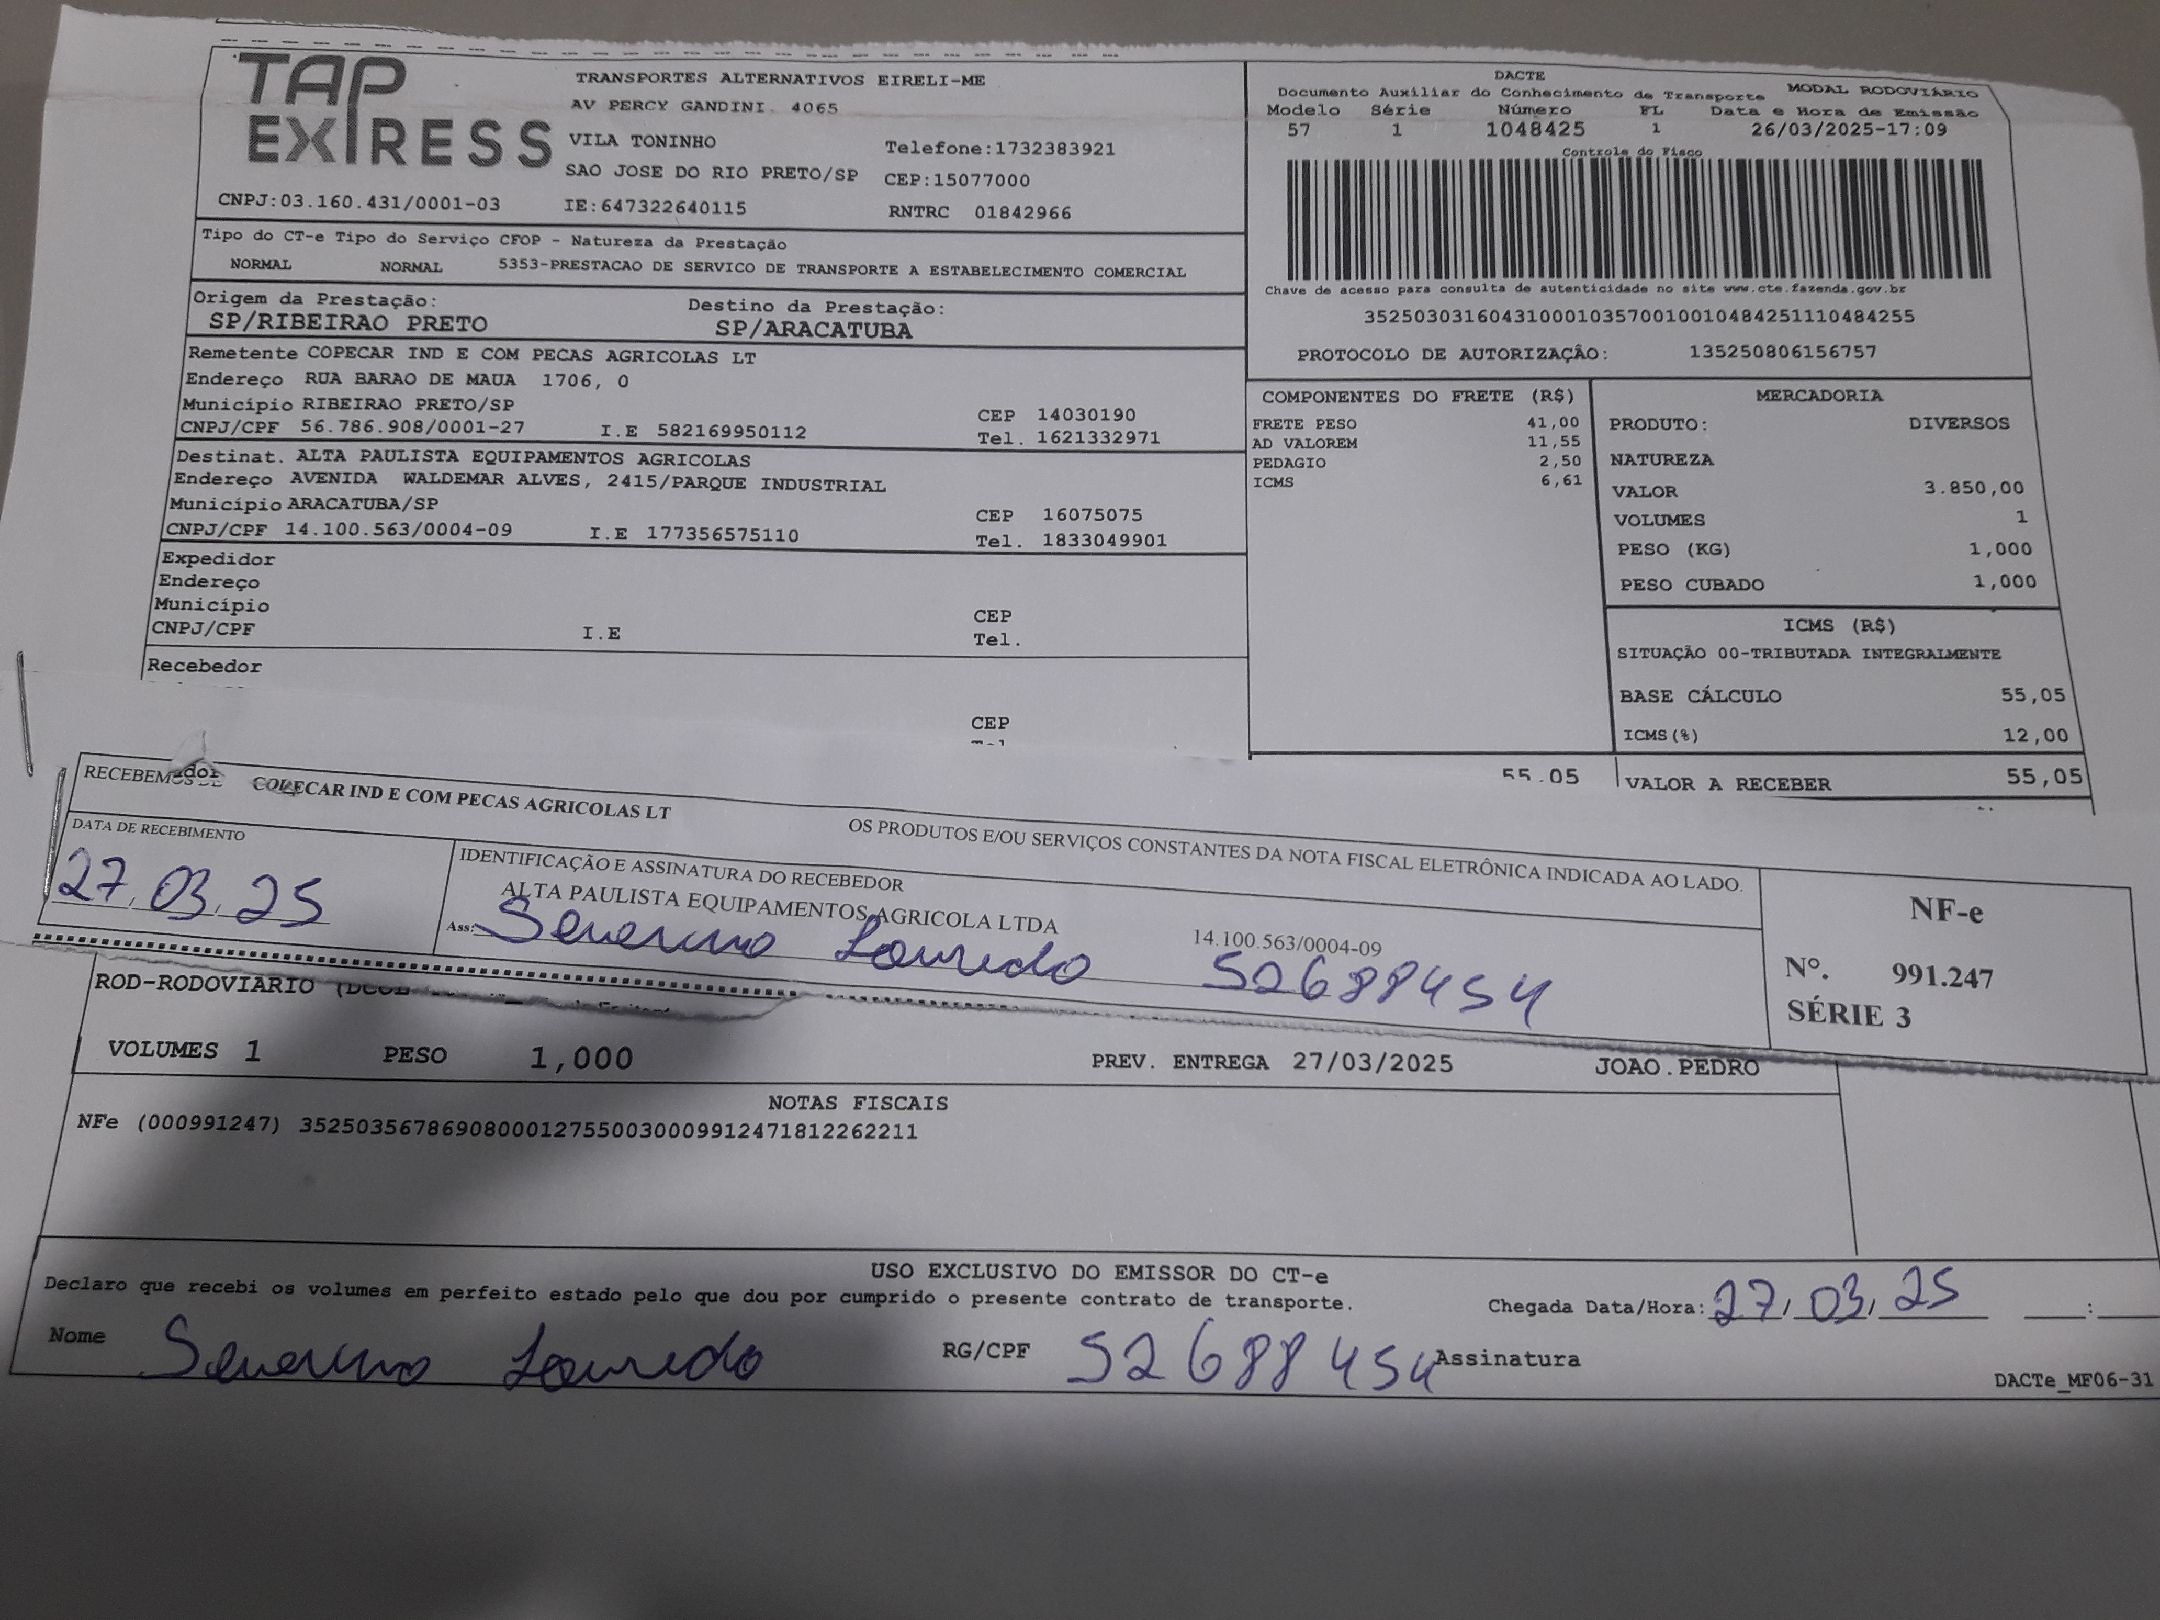 TAP EXPRESS
TRANSPORTES ALTERNATIVOS EIRELI-ME
AV PERCY GANDINI. 4065
VILA TONINHO Telefone:1732383921
SAO JOSE DO RIO PRETO/SP CEP:15077000
CNPJ:03.160.431/0001-03 IE:647322640115 RNTRC 01842966
DACTE
Documento Auxiliar do Conhecimento de Transporte MODAL RODOVIÁRIO
Modelo Série Número FL Data e Hora de Emissão
57 1 1048425 1 26/03/2025-17:09
Controle do Fisco
Chave de acesso para consulta de autenticidade no site www.cte.fazenda.gov.br
35250303160431000103570010010484251110484255
PROTOCOLO DE AUTORIZAÇÃO: 135250806156757
Tipo do CT-e Tipo do Serviço CFOP - Natureza da Prestação
NORMAL NORMAL 5353-PRESTACAO DE SERVICO DE TRANSPORTE A ESTABELECIMENTO COMERCIAL
Origem da Prestação: Destino da Prestação:
SP/RIBEIRAO PRETO SP/ARACATUBA
Remetente COPECAR IND E COM PECAS AGRICOLAS LT
Endereço RUA BARAO DE MAUA 1706, 0
Município RIBEIRAO PRETO/SP CEP 14030190
CNPJ/CPF 56.786.908/0001-27 I.E 582169950112 Tel. 1621332971
Destinat. ALTA PAULISTA EQUIPAMENTOS AGRICOLAS
Endereço AVENIDA WALDEMAR ALVES, 2415/PARQUE INDUSTRIAL
Município ARACATUBA/SP CEP 16075075
CNPJ/CPF 14.100.563/0004-09 I.E 177356575110 Tel. 1833049901
Expedidor
Endereço
Município CEP
CNPJ/CPF I.E Tel.
Recebedor
CEP
COMPONENTES DO FRETE (R$)
FRETE PESO 41,00
AD VALOREM 11,55
PEDAGIO 2,50
ICMS 6,61
55,05
MERCADORIA
PRODUTO: DIVERSOS
NATUREZA
VALOR 3.850,00
VOLUMES 1
PESO (KG) 1,000
PESO CUBADO 1,000
ICMS (R$)
SITUAÇÃO 00-TRIBUTADA INTEGRALMENTE
BASE CÁLCULO 55,05
ICMS(%) 12,00
VALOR A RECEBER 55,05
RECEBEMOS DE COPECAR IND E COM PECAS AGRICOLAS LT OS PRODUTOS E/OU SERVIÇOS CONSTANTES DA NOTA FISCAL ELETRÔNICA INDICADA AO LADO.
DATA DE RECEBIMENTO
27.03.25
IDENTIFICAÇÃO E ASSINATURA DO RECEBEDOR
ALTA PAULISTA EQUIPAMENTOS AGRICOLA LTDA 14.100.563/0004-09
Ass: Severino Louredo 52688454
NF-e
Nº. 991.247
SÉRIE 3
ROD-RODOVIARIO
VOLUMES 1 PESO 1,000 PREV. ENTREGA 27/03/2025 JOAO.PEDRO
NOTAS FISCAIS
NFe (000991247) 35250356786908000127550030009912471812262211
USO EXCLUSIVO DO EMISSOR DO CT-e
Declaro que recebi os volumes em perfeito estado pelo que dou por cumprido o presente contrato de transporte. Chegada Data/Hora: 27/03/25 :
Nome Severino Louredo RG/CPF 52688454 Assinatura
DACTe_MF06-31